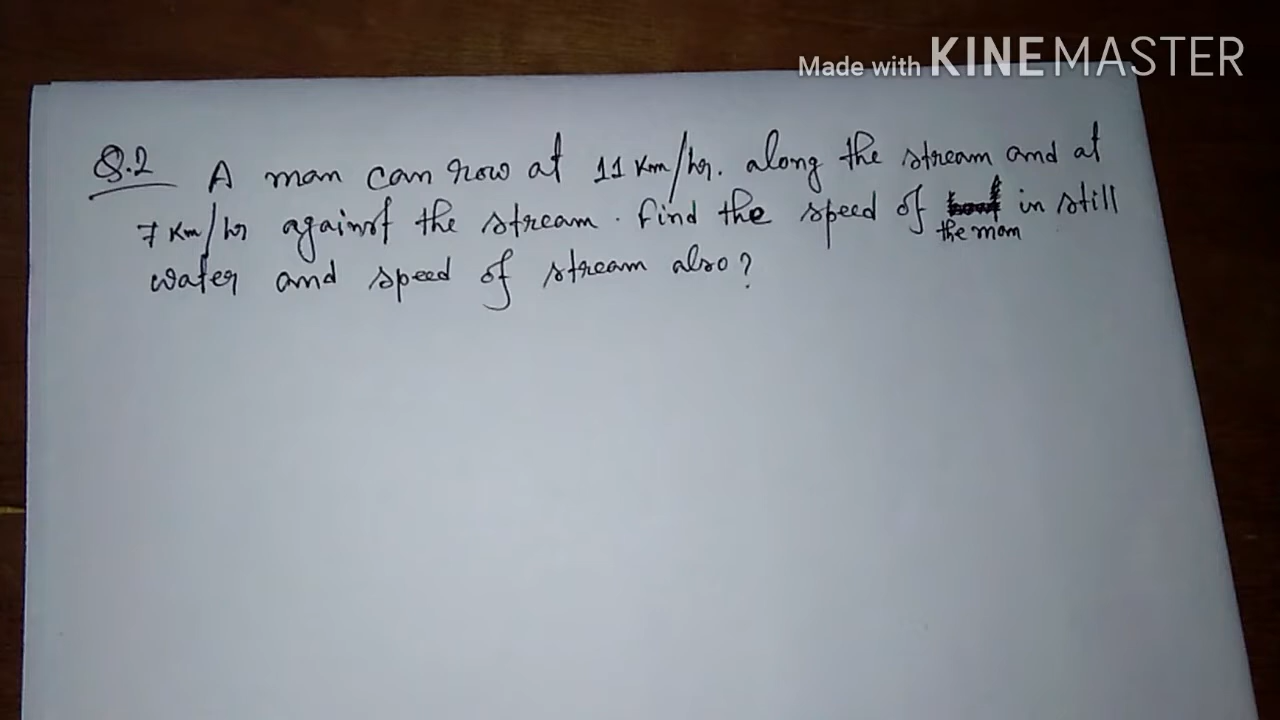 Made with KINEMASTER
Q.2 A man can row at 11 Km/hr. along the stream and at
7 Km/hr against the stream. Find the speed of in still
the man
water and speed of stream also?